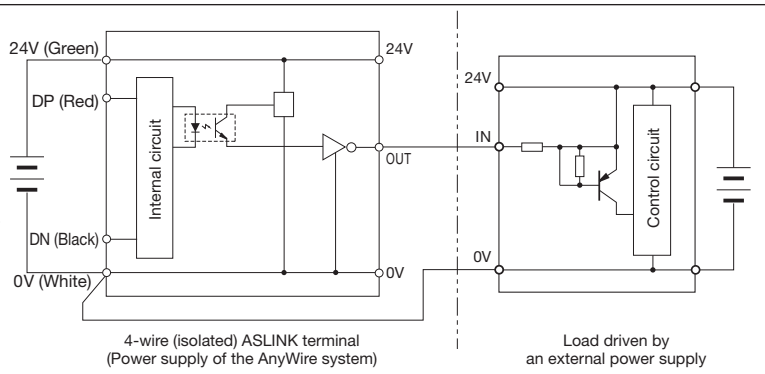 24V (Green)
24V
DP (Red)
Internal circuit
OUT
DN (Black)
0V (White)
0V
4-wire (isolated) ASLINK terminal
(Power supply of the AnyWire system)
24V
IN
Control circuit
0V
Load driven by
an external power supply